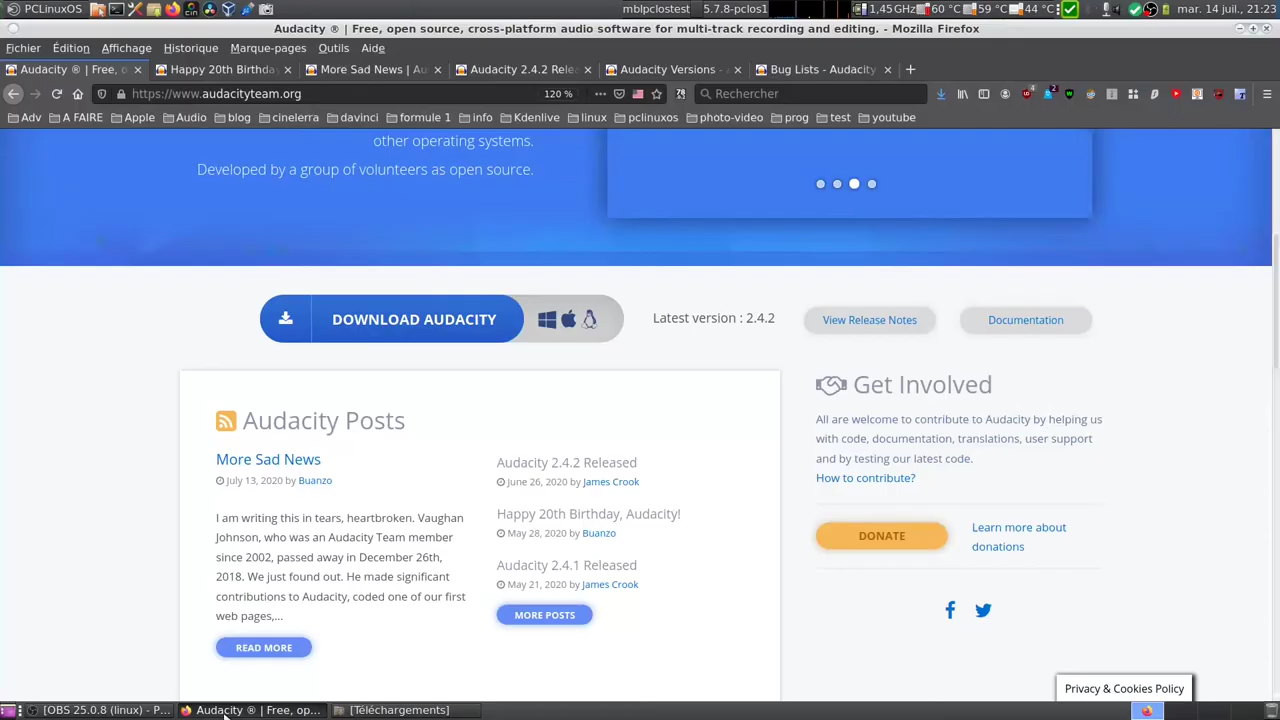 PCLinuxOS
mblpclostest
5.7.8-pclos1
1,45GHz
60 °C
59 °C
44 °C
mar. 14 juil., 21:23
Audacity ® | Free, open source, cross-platform audio software for multi-track recording and editing. - Mozilla Firefox
Fichier Édition Affichage Historique Marque-pages Outils Aide
Audacity ® | Free, o
Happy 20th Birthda
More Sad News | Au
Audacity 2.4.2 Relea
Audacity Versions -
Bug Lists - Audacity
https://www.audacityteam.org
120 %
Rechercher
4
2
Adv A FAIRE Apple Audio blog cinelerra davinci formule 1 info Kdenlive linux pclinuxos photo-video prog test youtube
other operating systems.
Developed by a group of volunteers as open source.
DOWNLOAD AUDACITY
Latest version : 2.4.2
View Release Notes
Documentation
Audacity Posts
More Sad News
July 13, 2020 by Buanzo
I am writing this in tears, heartbroken. Vaughan
Johnson, who was an Audacity Team member
since 2002, passed away in December 26th,
2018. We just found out. He made significant
contributions to Audacity, coded one of our first
web pages,...
READ MORE
Audacity 2.4.2 Released
June 26, 2020 by James Crook
Happy 20th Birthday, Audacity!
May 28, 2020 by Buanzo
Audacity 2.4.1 Released
May 21, 2020 by James Crook
MORE POSTS
Get Involved
All are welcome to contribute to Audacity by helping us
with code, documentation, translations, user support
and by testing our latest code.
How to contribute?
DONATE
Learn more about
donations
Privacy & Cookies Policy
[OBS 25.0.8 (linux) - P...
Audacity ® | Free, op...
[Téléchargements]